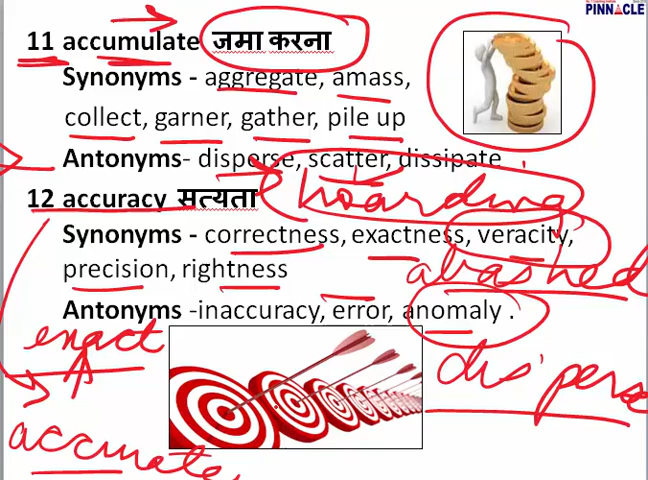 PINNACLE
11 accumulate जमा करना
Synonyms - aggregate, amass,
collect, garner, gather, pile up
Antonyms- disperse, scatter, dissipate
12 accuracy सत्यता
hoarding
Synonyms - correctness, exactness, veracity,
precision, rightness
abashed
Antonyms -inaccuracy, error, anomaly .
exact
disperse
accurate